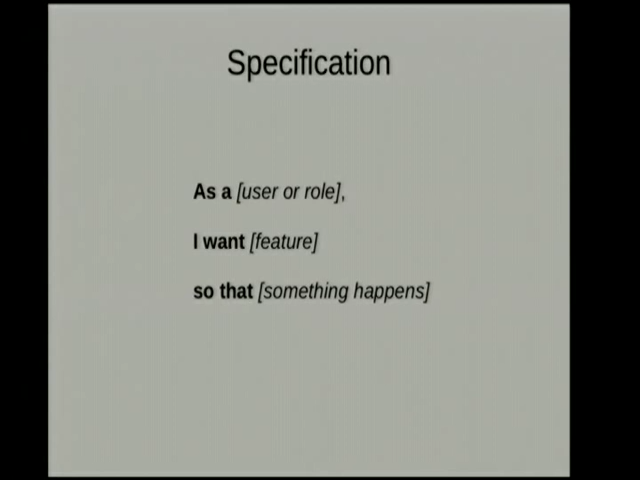 Specification
As a [user or role],
I want [feature]
so that [something happens]